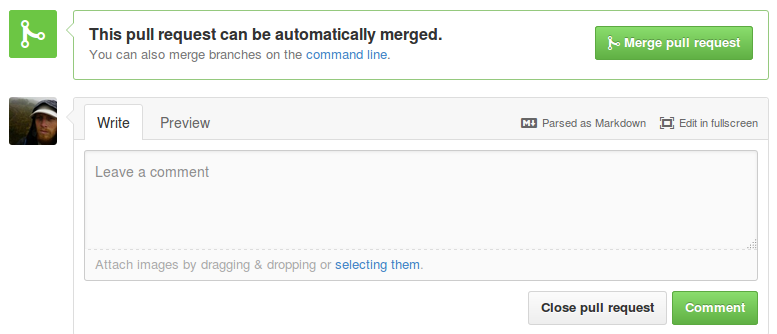 This pull request can be automatically merged.
You can also merge branches on the command line.
Merge pull request
Write
Preview
Parsed as Markdown
Edit in fullscreen
Leave a comment
Attach images by dragging & dropping or selecting them.
Close pull request
Comment